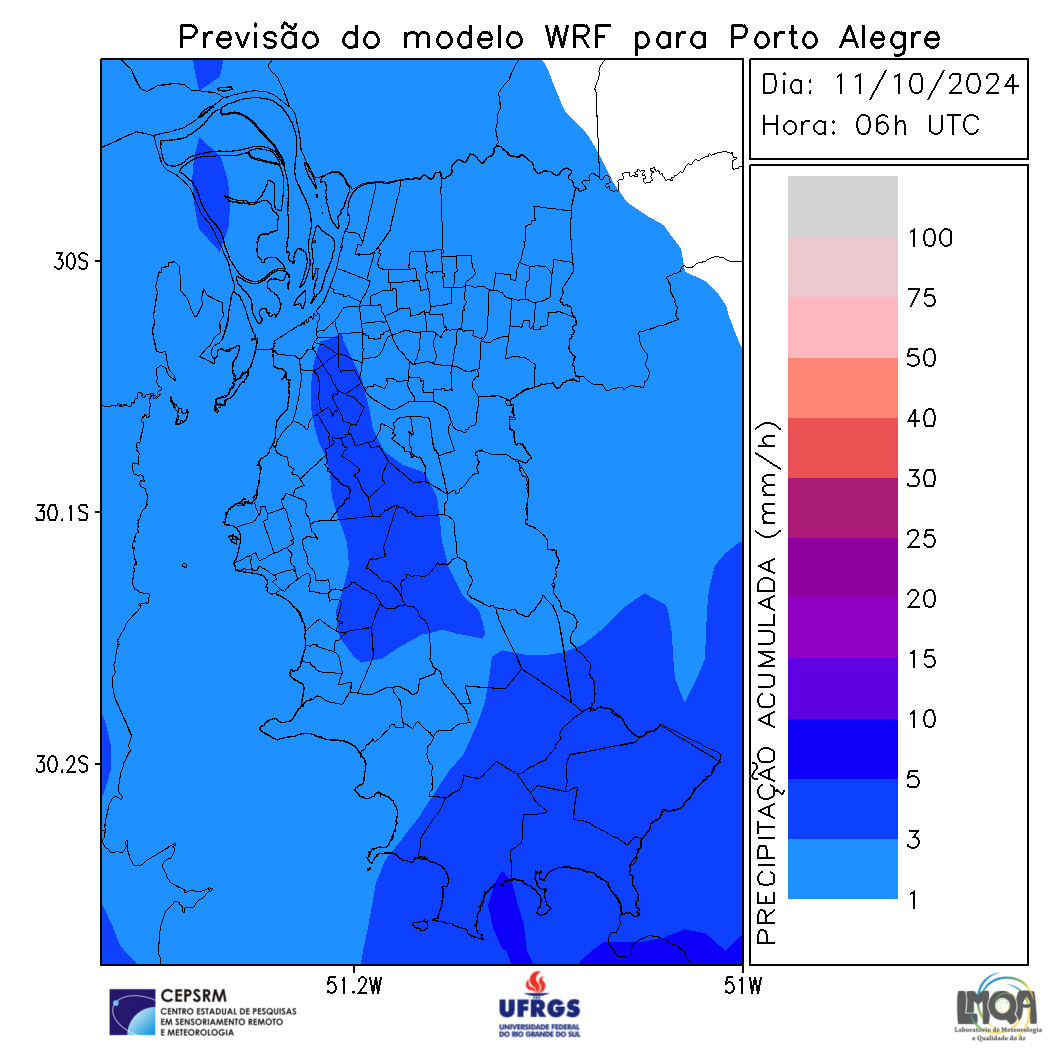 Previsão do modelo WRF para Porto Alegre
Dia: 11/10/2024
Hora: 06h UTC
PRECIPITAÇÃO ACUMULADA (mm/h)
100
75
50
40
30
25
20
15
10
5
3
1
30S
30.1S
30.2S
51.2W
51W
CEPSRM
CENTRO ESTADUAL DE PESQUISAS
EM SENSORIAMENTO REMOTO
E METEOROLOGIA
UFRGS
UNIVERSIDADE FEDERAL
DO RIO GRANDE DO SUL
LMQA
Laboratório de Meteorologia
e Qualidade do Ar